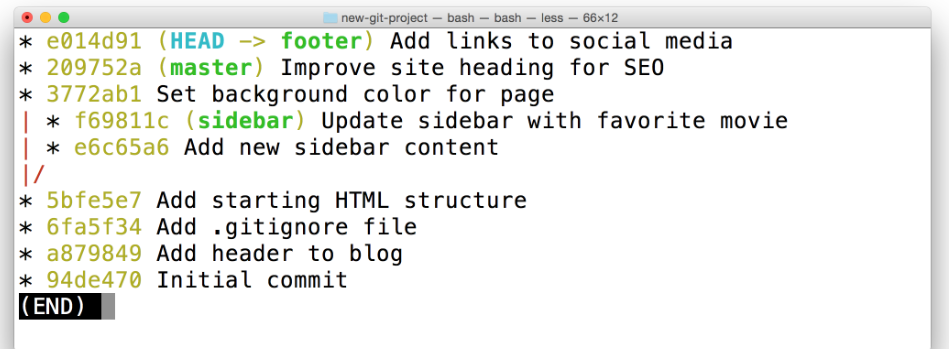 new-git-project — bash — bash — less — 66×12
* e014d91 (HEAD -> footer) Add links to social media
* 209752a (master) Improve site heading for SEO
* 3772ab1 Set background color for page
| * f69811c (sidebar) Update sidebar with favorite movie
| * e6c65a6 Add new sidebar content
|/
* 5bfe5e7 Add starting HTML structure
* 6fa5f34 Add .gitignore file
* a879849 Add header to blog
* 94de470 Initial commit
(END)